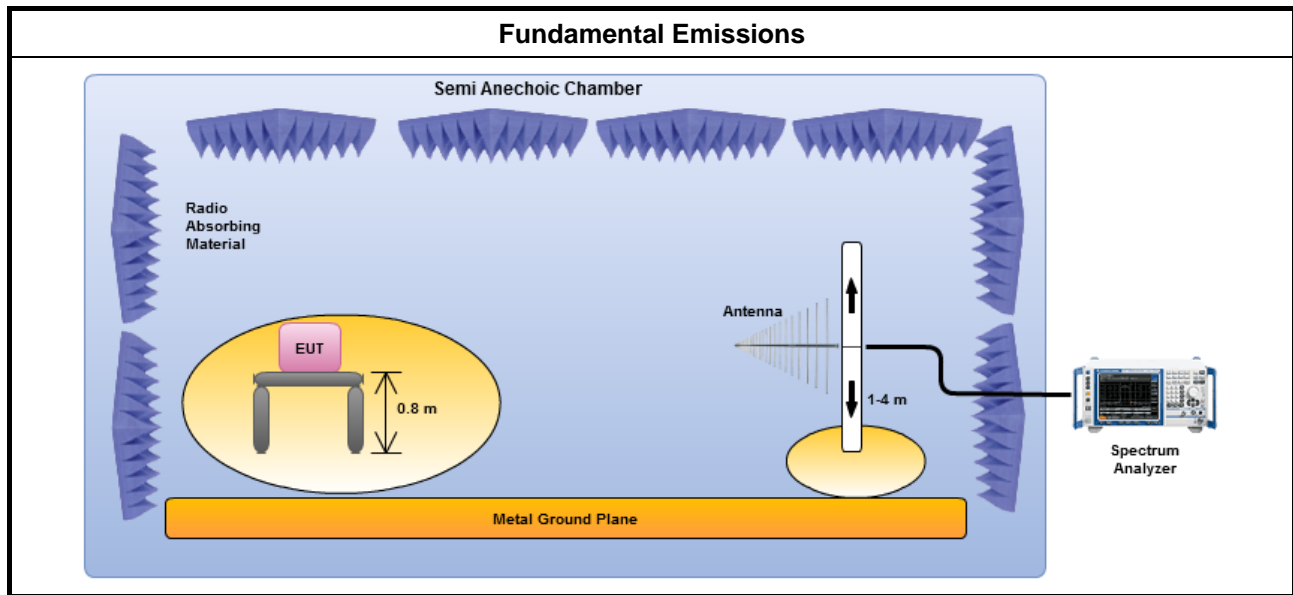 Fundamental Emissions
Semi Anechoic Chamber
Radio
Absorbing
Material
Antenna
EUT
0.8 m
1-4 m
Spectrum
Analyzer
Metal Ground Plane